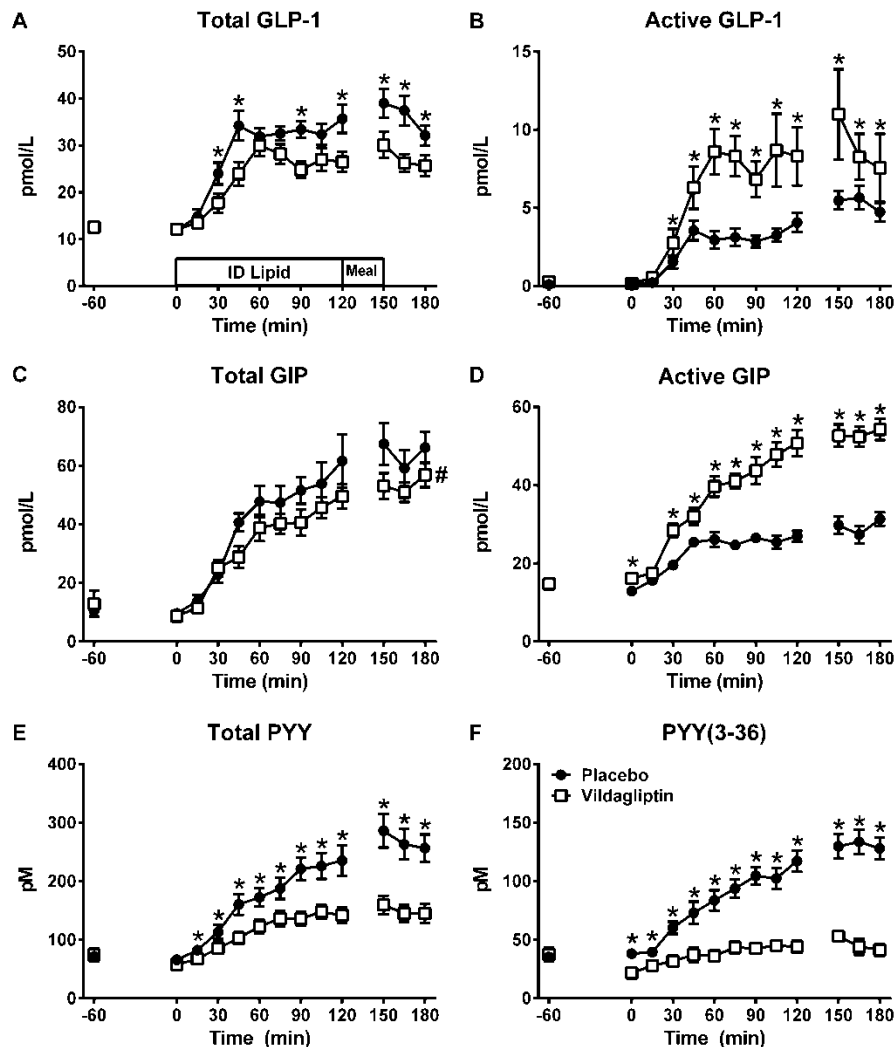 A Total GLP-1
50
40
30
20
10
0
pmol/L
* * * * * * *
ID Lipid Meal
-60 0 30 60 90 120 150 180
Time (min)
B Active GLP-1
15
10
5
0
pmol/L
* * * * * * * * * *
-60 0 30 60 90 120 150 180
Time (min)
C Total GIP
80
60
40
20
0
pmol/L
#
-60 0 30 60 90 120 150 180
Time (min)
D Active GIP
60
40
20
0
pmol/L
* * * * * * * * * * *
-60 0 30 60 90 120 150 180
Time (min)
E Total PYY
400
300
200
100
0
pM
* * * * * * * * * * *
-60 0 30 60 90 120 150 180
Time (min)
F PYY(3-36)
200
150
100
50
0
pM
Placebo
Vildagliptin
* * * * * * * * * * * *
-60 0 30 60 90 120 150 180
Time (min)